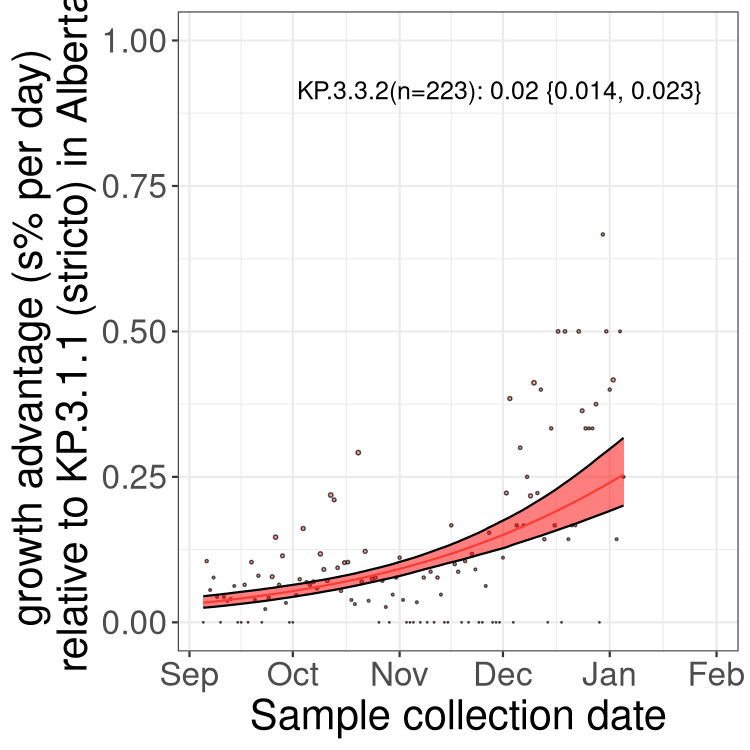 growth advantage (s% per day)
relative to KP.3.1.1 (stricto) in Alberta
1.00
0.75
0.50
0.25
0.00
KP.3.3.2(n=223): 0.02 {0.014, 0.023}
Sep Oct Nov Dec Jan Feb
Sample collection date